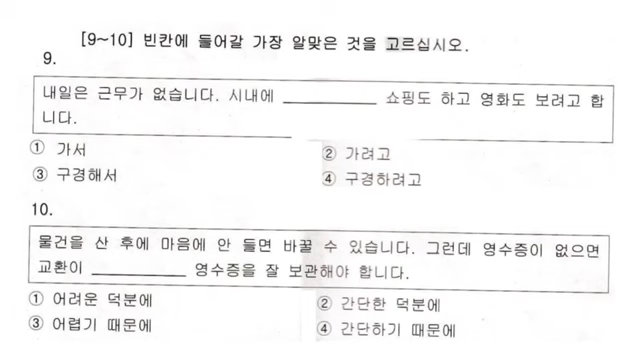 [9~10] 빈칸에 들어갈 가장 알맞은 것을 고르십시오.
9.
내일은 근무가 없습니다. 시내에 __________ 쇼핑도 하고 영화도 보려고 합
니다.
① 가서 ② 가려고
③ 구경해서 ④ 구경하려고
10.
물건을 산 후에 마음에 안 들면 바꿀 수 있습니다. 그런데 영수증이 없으면
교환이 __________ 영수증을 잘 보관해야 합니다.
① 어려운 덕분에 ② 간단한 덕분에
③ 어렵기 때문에 ④ 간단하기 때문에